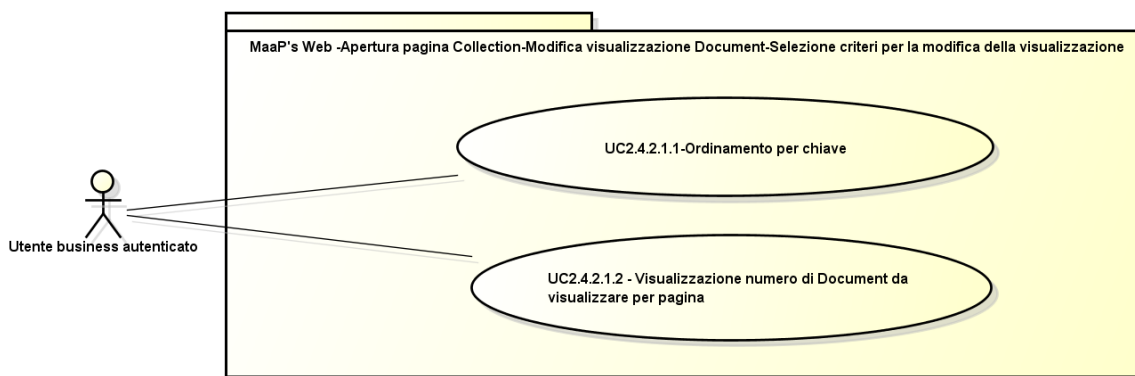 MaaP's Web -Apertura pagina Collection-Modifica visualizzazione Document-Selezione criteri per la modifica della visualizzazione
UC2.4.2.1.1-Ordinamento per chiave
Utente business autenticato
UC2.4.2.1.2 - Visualizzazione numero di Document da
visualizzare per pagina